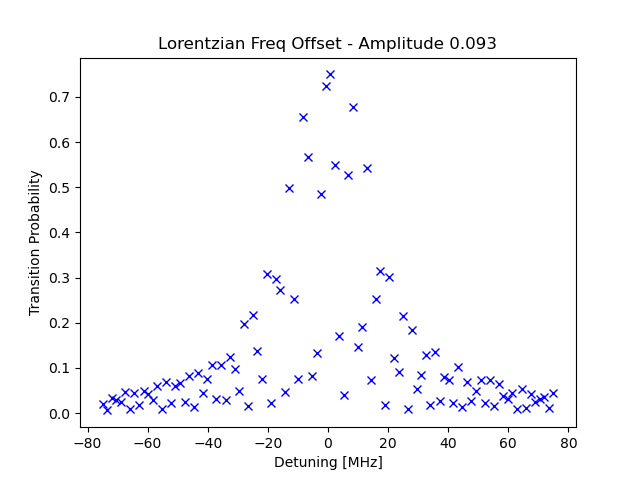 Lorentzian Freq Offset - Amplitude 0.093
Transition Probability
0.7
0.6
0.5
0.4
0.3
0.2
0.1
0.0
−80 −60 −40 −20 0 20 40 60 80
Detuning [MHz]